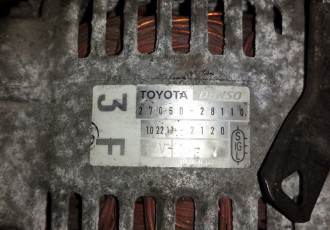 3 F
TOYOTA DENSO
27060-28110
102211-2120
S
IG
L